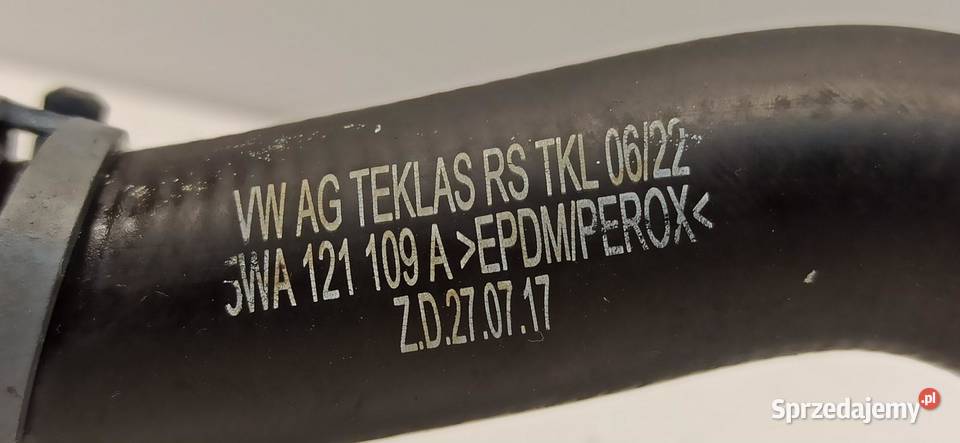 VW AG TEKLAS RS TKL 06/22
5WA 121 109 A >EPDM/PEROX<
Z.D.27.07.17
Sprzedajemy.pl